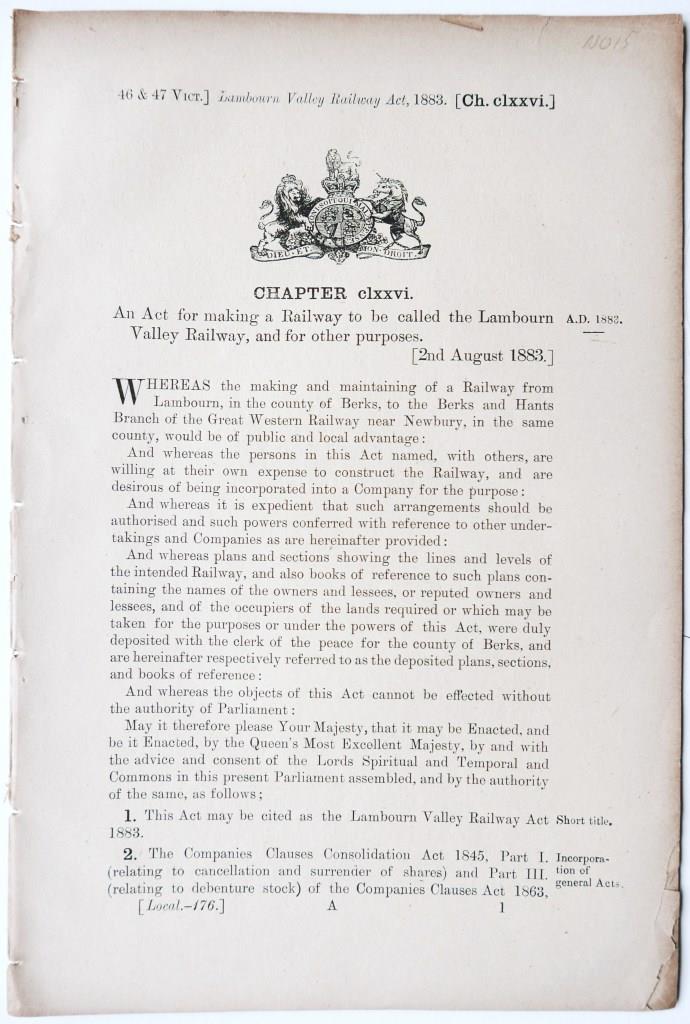 NO15
46 & 47 VICT.] Lambourn Valley Railway Act, 1883. [Ch. clxxvi.]
DIEU·ET·MON·DROIT.
CHAPTER clxxvi.
An Act for making a Railway to be called the Lambourn A.D. 1883.
Valley Railway, and for other purposes.
[2nd August 1883.]
WHEREAS the making and maintaining of a Railway from
Lambourn, in the county of Berks, to the Berks and Hants
Branch of the Great Western Railway near Newbury, in the same
county, would be of public and local advantage:
And whereas the persons in this Act named, with others, are
willing at their own expense to construct the Railway, and are
desirous of being incorporated into a Company for the purpose:
And whereas it is expedient that such arrangements should be
authorised and such powers conferred with reference to other under-
takings and Companies as are hereinafter provided:
And whereas plans and sections showing the lines and levels of
the intended Railway, and also books of reference to such plans con-
taining the names of the owners and lessees, or reputed owners and
lessees, and of the occupiers of the lands required or which may be
taken for the purposes or under the powers of this Act, were duly
deposited with the clerk of the peace for the county of Berks, and
are hereinafter respectively referred to as the deposited plans, sections,
and books of reference:
And whereas the objects of this Act cannot be effected without
the authority of Parliament:
May it therefore please Your Majesty, that it may be Enacted, and
be it Enacted, by the Queen's Most Excellent Majesty, by and with
the advice and consent of the Lords Spiritual and Temporal and
Commons in this present Parliament assembled, and by the authority
of the same, as follows;
1. This Act may be cited as the Lambourn Valley Railway Act Short title.
1883.
2. The Companies Clauses Consolidation Act 1845, Part I. Incorpora-
(relating to cancellation and surrender of shares) and Part III. tion of
(relating to debenture stock) of the Companies Clauses Act 1863, general Acts.
[Local.-176.] A 1